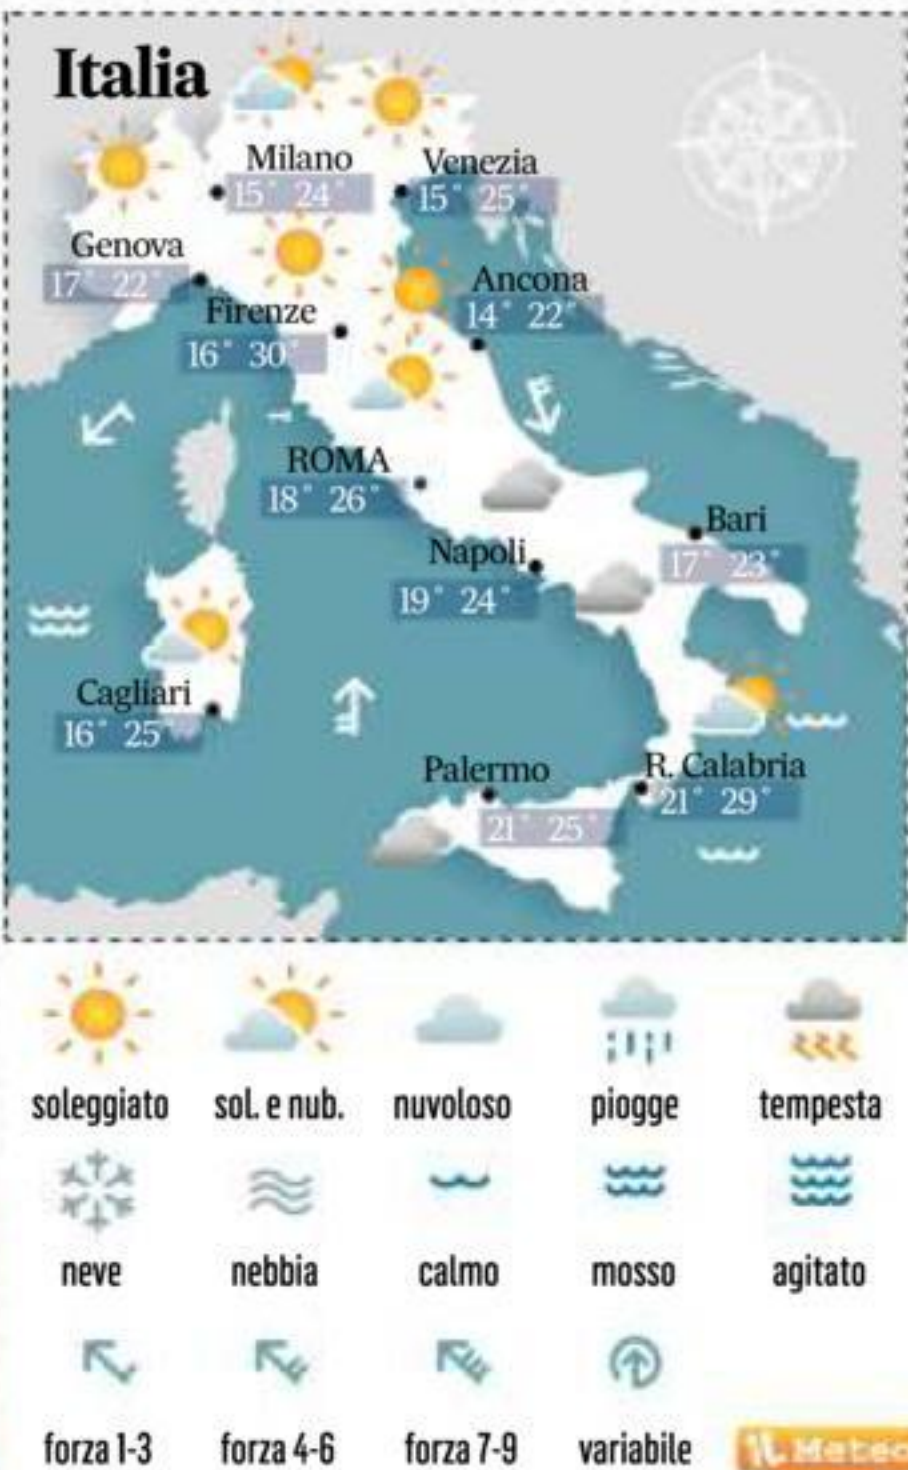 Italia
Milano
15° 24°
Venezia
15° 25°
Genova
17° 22°
Ancona
14° 22°
Firenze
16° 30°
ROMA
18° 26°
Bari
17° 23°
Napoli
19° 24°
Cagliari
16° 25°
Palermo
21° 25°
R. Calabria
21° 29°
soleggiato sol. e nub. nuvoloso piogge tempesta
neve nebbia calmo mosso agitato
forza 1-3 forza 4-6 forza 7-9 variabile
iL Meteo